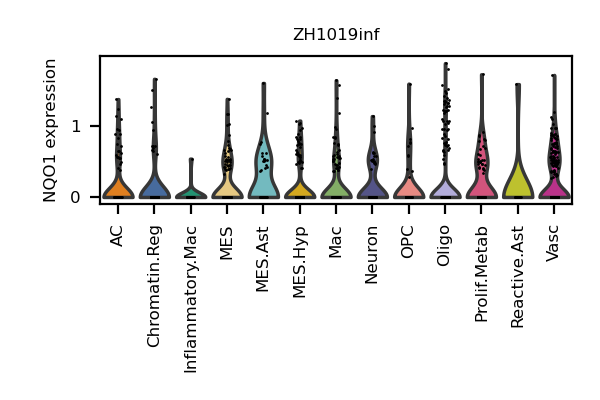 ZH1019inf
NQO1 expression
1
0
AC
Chromatin.Reg
Inflammatory.Mac
MES
MES.Ast
MES.Hyp
Mac
Neuron
OPC
Oligo
Prolif.Metab
Reactive.Ast
Vasc